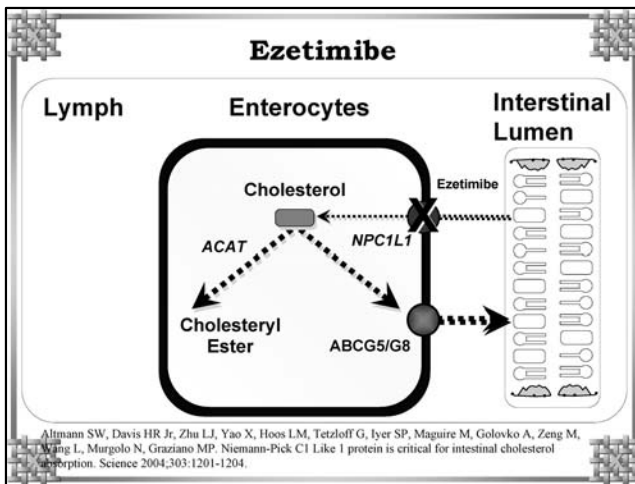 Ezetimibe
Lymph
Enterocytes
Interstinal
Lumen
Cholesterol
Ezetimibe
X
ACAT
NPC1L1
Cholesteryl
Ester
ABCG5/G8
Altmann SW, Davis HR Jr, Zhu LJ, Yao X, Hoos LM, Tetzloff G, Iyer SP, Maguire M, Golovko A, Zeng M,
Wang L, Murgolo N, Graziano MP. Niemann-Pick C1 Like 1 protein is critical for intestinal cholesterol
absorption. Science 2004;303:1201-1204.